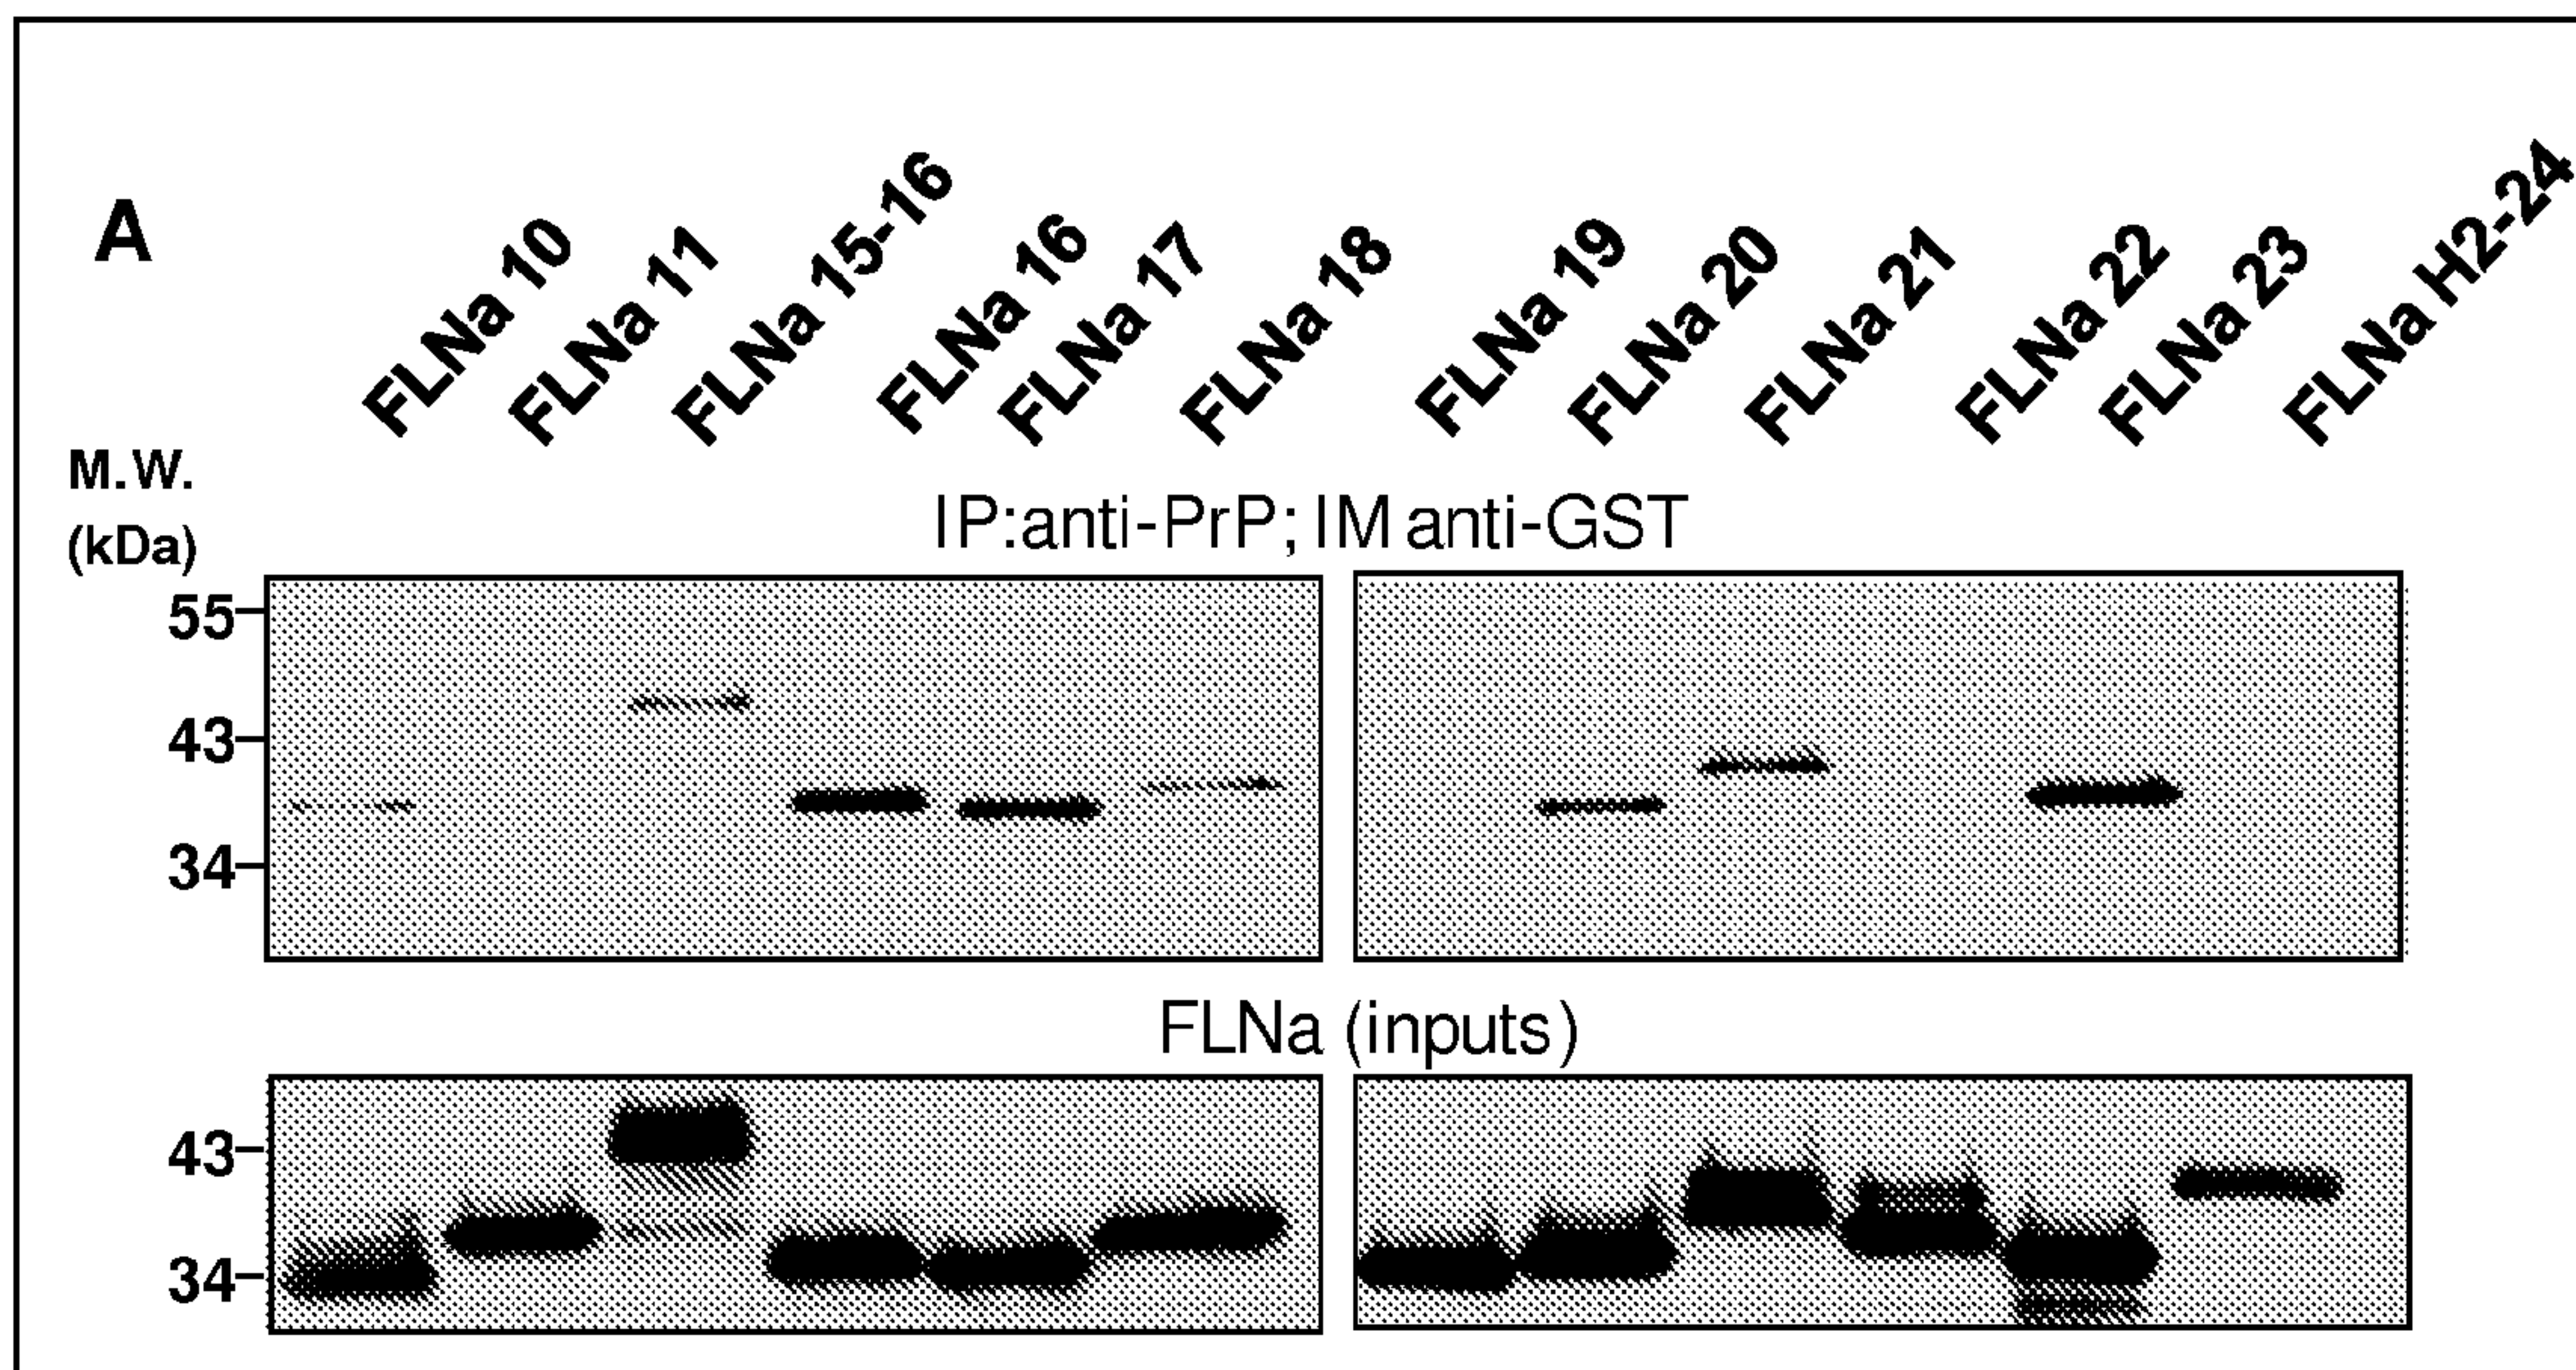 A
FLNa 10
FLNa 11
FLNa 15-16
FLNa 16
FLNa 17
FLNa 18
FLNa 19
FLNa 20
FLNa 21
FLNa 22
FLNa 23
FLNa H2-24
M.W.
(kDa)
IP:anti-PrP; IM anti-GST
55
43
34
FLNa (inputs)
43
34